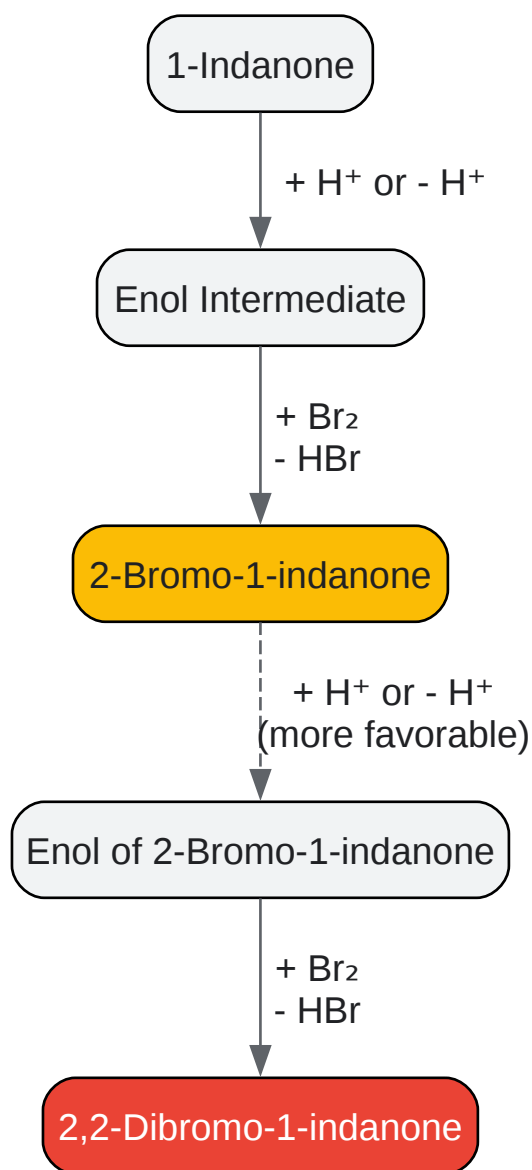 1-Indanone
+ H⁺ or - H⁺
Enol Intermediate
+ Br₂
- HBr
2-Bromo-1-indanone
+ H⁺ or - H⁺
(more favorable)
Enol of 2-Bromo-1-indanone
+ Br₂
- HBr
2,2-Dibromo-1-indanone